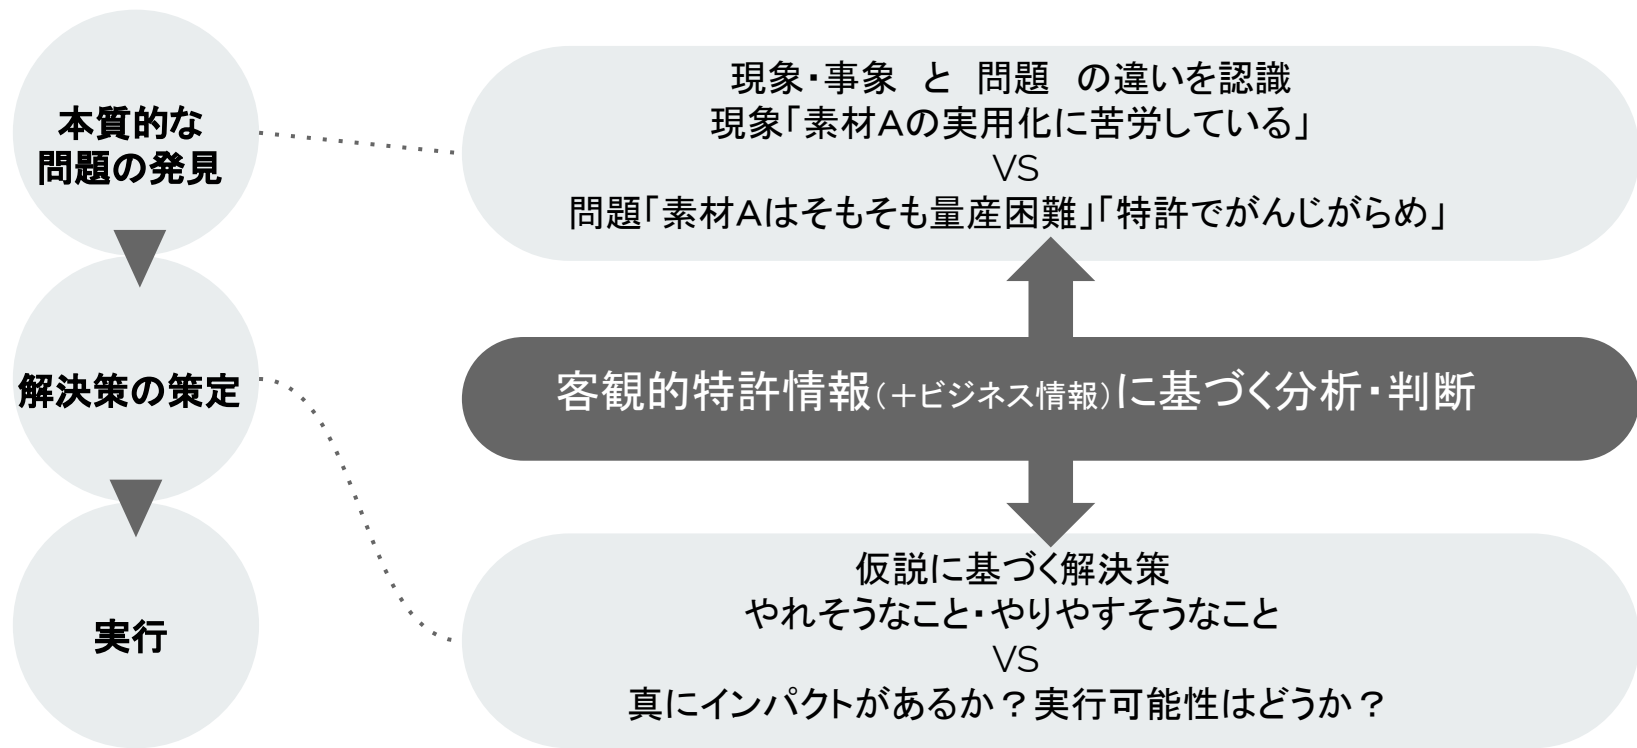 本質的な
問題の発見
解決策の策定
実行
現象・事象　と　問題　の違いを認識
現象「素材Aの実用化に苦労している」
VS
問題「素材Aはそもそも量産困難」「特許でがんじがらめ」
客観的特許情報（＋ビジネス情報）に基づく分析・判断
仮説に基づく解決策
やれそうなこと・やりやすそうなこと
VS
真にインパクトがあるか？実行可能性はどうか？